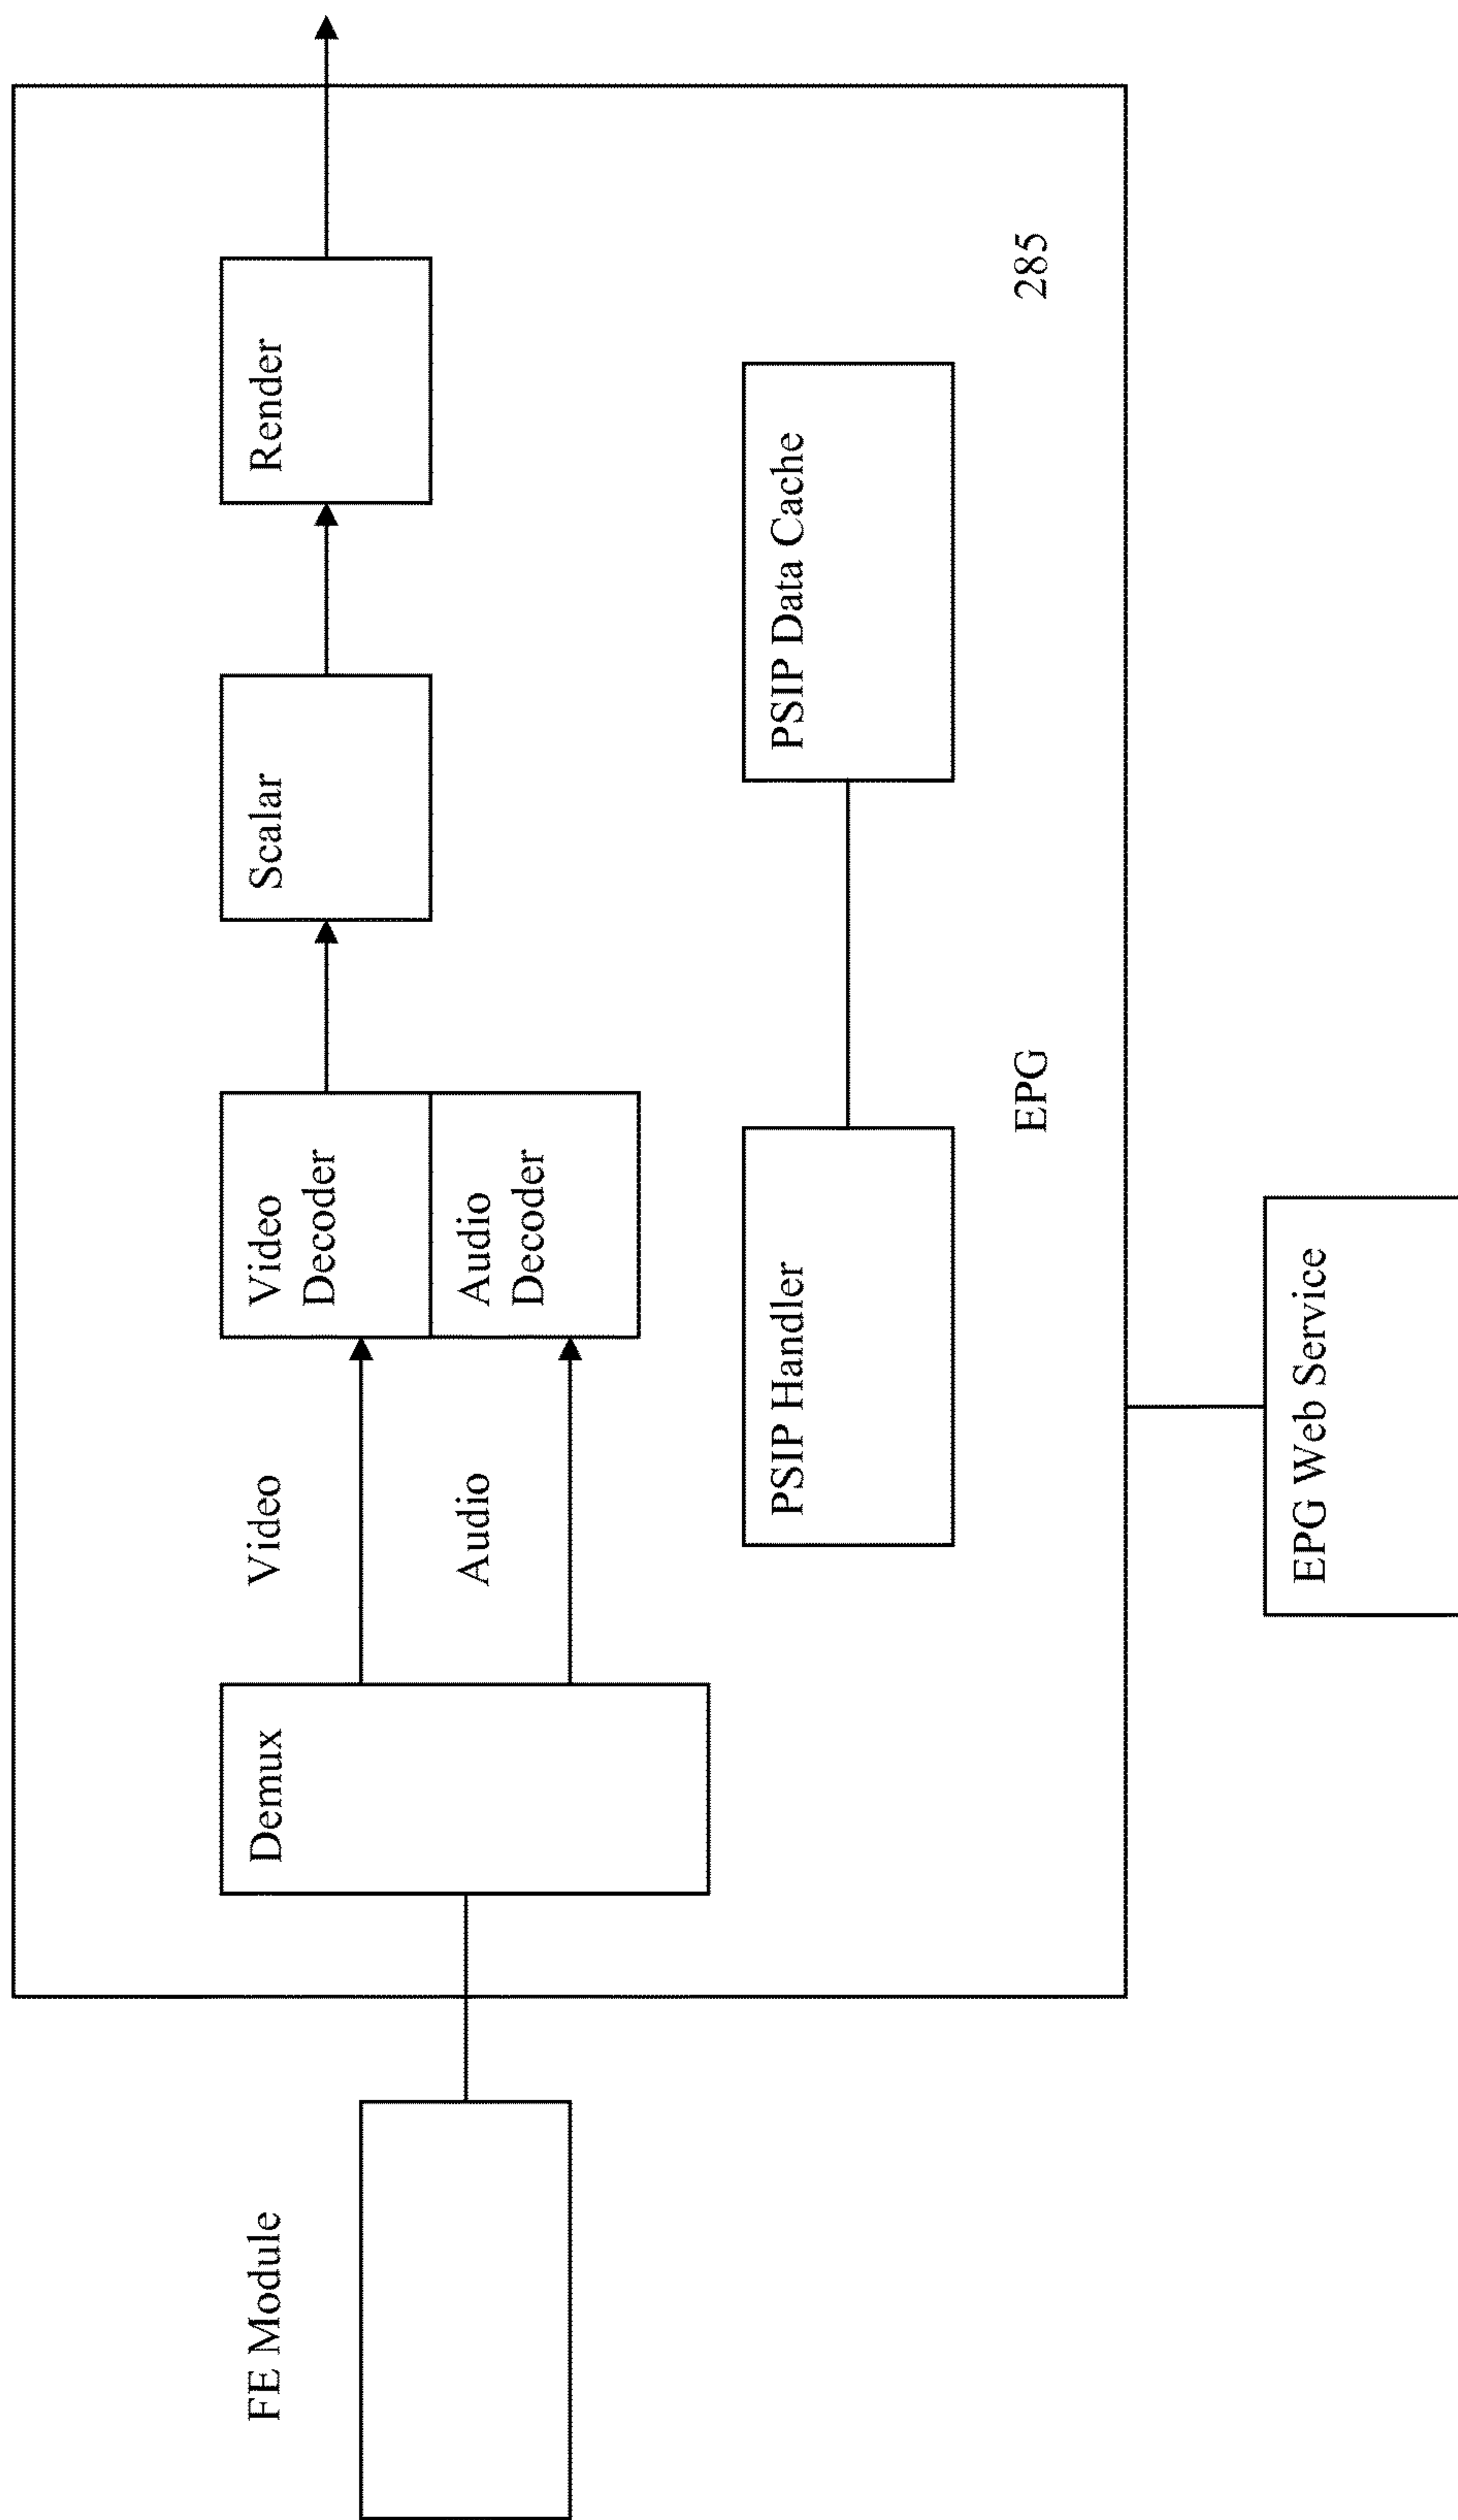 FE Module
Demux
Video
Audio
Video
Decoder
Audio
Decoder
Scalar
Render
PSIP Handler
PSIP Data Cache
EPG
285
EPG Web Service